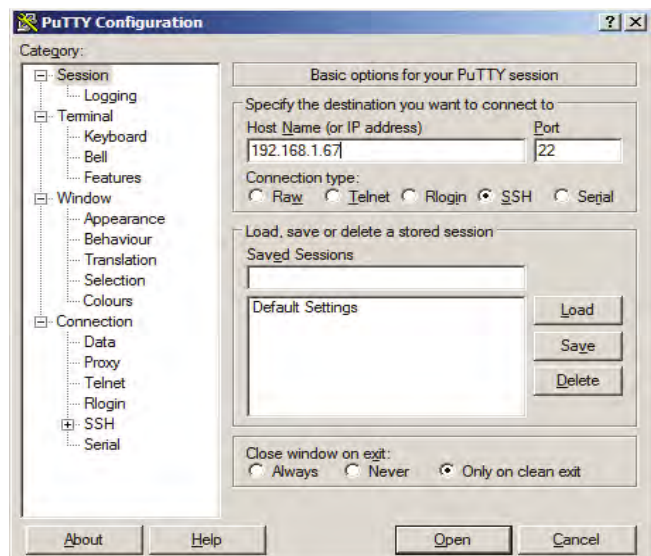 PuTTY Configuration
Category:
Session
Logging
Terminal
Keyboard
Bell
Features
Window
Appearance
Behaviour
Translation
Selection
Colours
Connection
Data
Proxy
Telnet
Rlogin
SSH
Serial
Basic options for your PuTTY session
Specify the destination you want to connect to
Host Name (or IP address) Port
192.168.1.67 22
Connection type:
Raw Telnet Rlogin SSH Serial
Load, save or delete a stored session
Saved Sessions
Default Settings
Load
Save
Delete
Close window on exit:
Always Never Only on clean exit
About Help Open Cancel